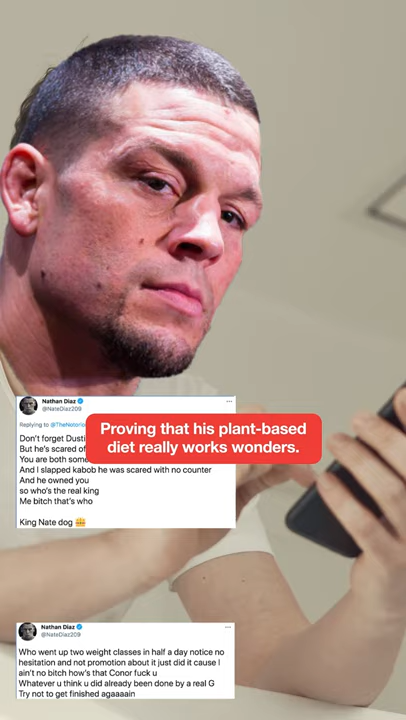 Nathan Diaz
@NateDiaz209
Replying to @TheNotorio
Don't forget Dusti
But he's scared of
You are both some
And I slapped kabob he was scared with no counter
And he owned you
so who's the real king
Me bitch that's who
King Nate dog 👑
Proving that his plant-based
diet really works wonders.
Nathan Diaz
@NateDiaz209
Who went up two weight classes in half a day notice no
hesitation and not promotion about it just did it cause I
ain't no bitch how's that Conor fuck u
Whatever u think u did already been done by a real G
Try not to get finished agaaaain